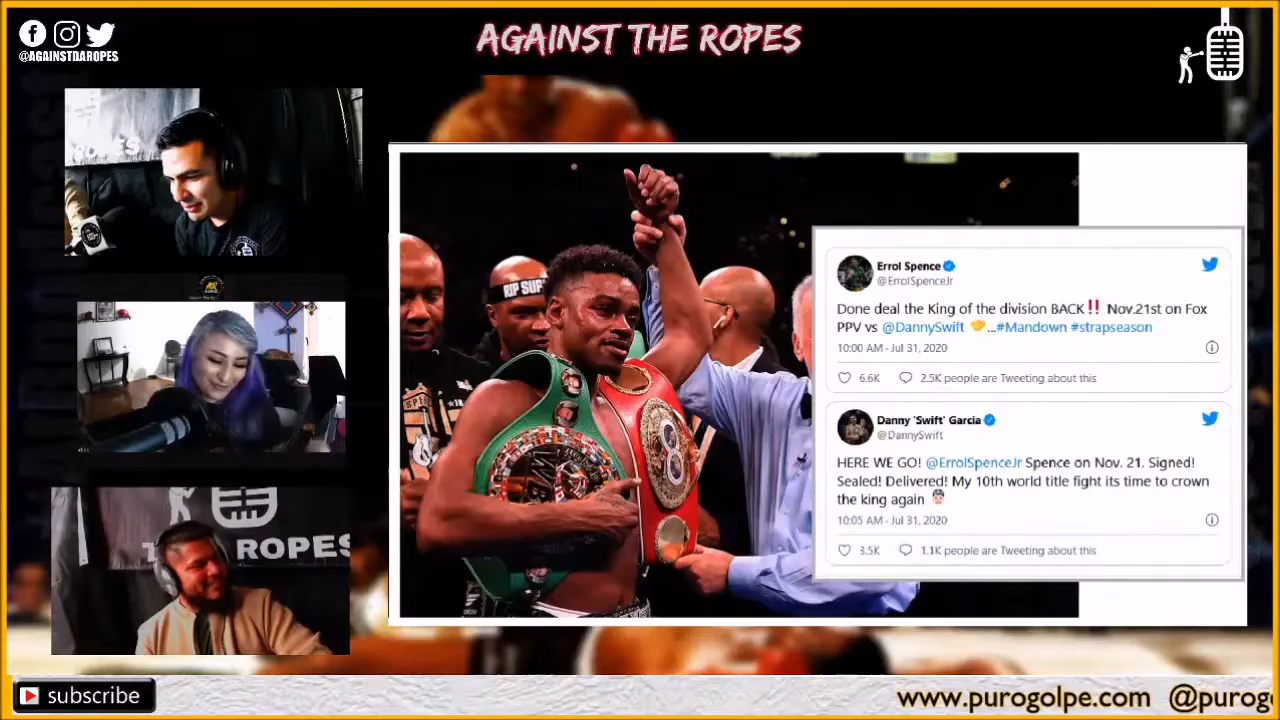 @AGAINSTDAROPES
AGAINST THE ROPES
ROPES
RIP SUP
Errol Spence
@ErrolSpenceJr
Done deal the King of the division BACK‼️ Nov.21st on Fox
PPV vs @DannySwift 🤝...#Mandown #strapseason
10:00 AM - Jul 31, 2020
6.6K 2.5K people are Tweeting about this
Danny 'Swift' Garcia
@DannySwift
HERE WE GO! @ErrolSpenceJr Spence on Nov. 21. Signed!
Sealed! Delivered! My 10th world title fight its time to crown
the king again
10:05 AM - Jul 31, 2020
3.5K 1.1K people are Tweeting about this
subscribe
www.purogolpe.com @purog